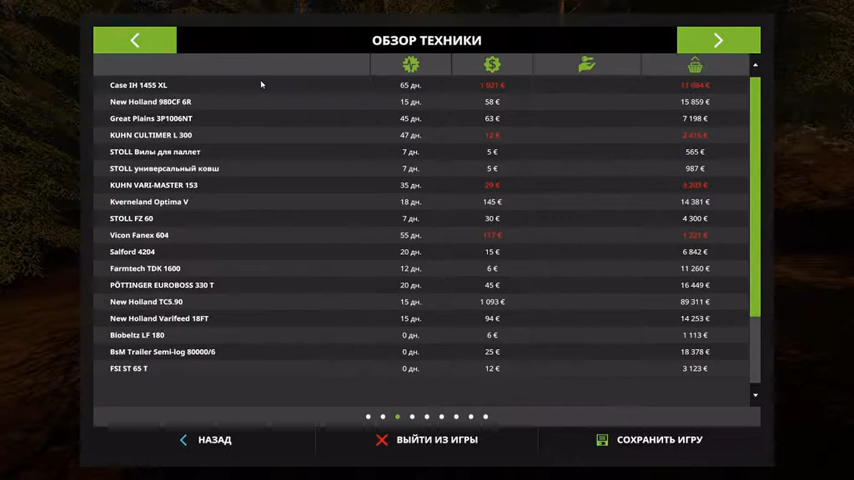 ОБЗОР ТЕХНИКИ
Case IH 1455 XL 65 дн. 1 921 € 11 684 €
New Holland 980CF 6R 15 дн. 58 € 15 859 €
Great Plains 3P1006NT 45 дн. 63 € 7 198 €
KUHN CULTIMER L 300 47 дн. 12 € 2 416 €
STOLL Вилы для паллет 7 дн. 5 € 565 €
STOLL универсальный ковш 7 дн. 5 € 987 €
KUHN VARI-MASTER 153 35 дн. 29 € 3 203 €
Kverneland Optima V 18 дн. 145 € 14 381 €
STOLL FZ 60 7 дн. 30 € 4 300 €
Vicon Fanex 604 55 дн. 117 € 1 221 €
Salford 4204 20 дн. 15 € 6 842 €
Farmtech TDK 1600 12 дн. 6 € 11 260 €
PÖTTINGER EUROBOSS 330 T 20 дн. 45 € 16 449 €
New Holland TC5.90 15 дн. 1 093 € 89 311 €
New Holland Varifeed 18FT 15 дн. 94 € 14 253 €
Biobeltz LF 180 0 дн. 6 € 1 113 €
BsM Trailer Semi-log 80000/6 0 дн. 25 € 18 378 €
FSI ST 65 T 0 дн. 12 € 3 123 €
НАЗАД ВЫЙТИ ИЗ ИГРЫ СОХРАНИТЬ ИГРУ